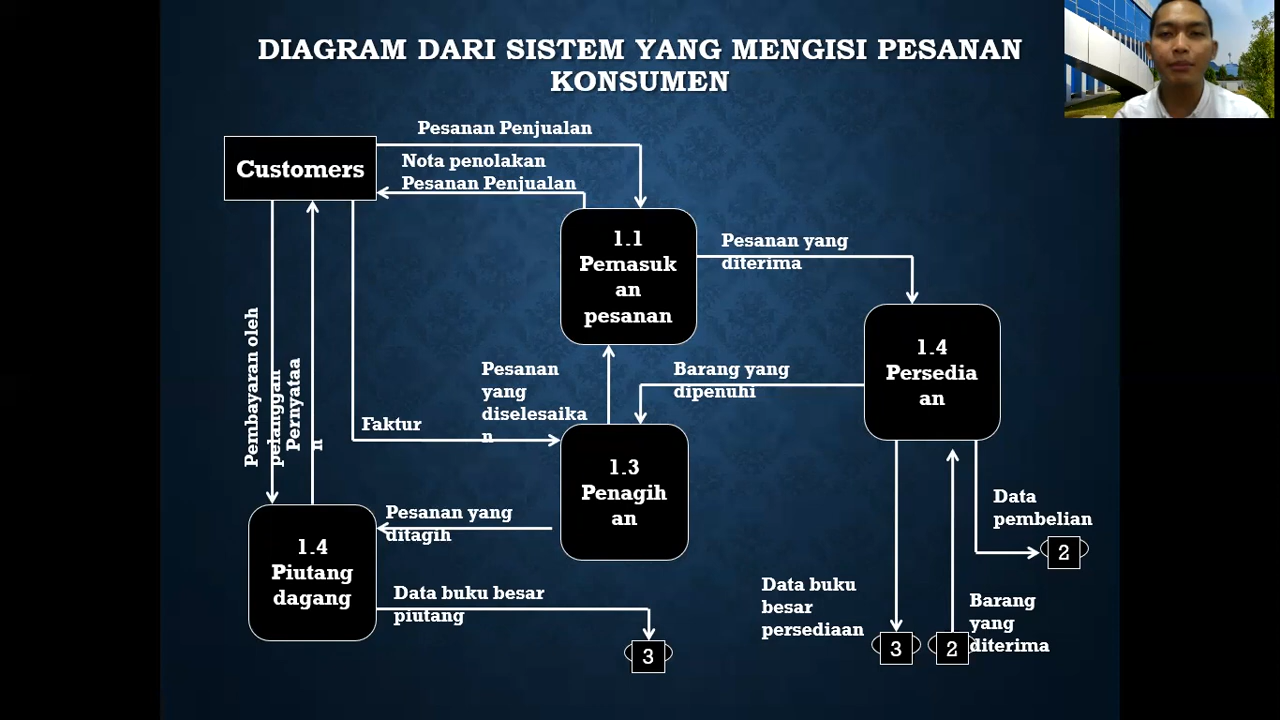 DIAGRAM DARI SISTEM YANG MENGISI PESANAN
KONSUMEN
Pesanan Penjualan
Customers
Nota penolakan
Pesanan Penjualan
1.1
Pemasuk
an
pesanan
Pesanan yang
diterima
1.4
Persedia
an
Pesanan
yang
diselesaika
n
Barang yang
dipenuhi
Pembayaran oleh
pelanggan
Pernyataa
n
Faktur
1.3
Penagih
an
Data
pembelian
2
Pesanan yang
ditagih
1.4
Piutang
dagang
Data buku besar
piutang
3
Data buku
besar
persediaan
3
2
Barang
yang
diterima